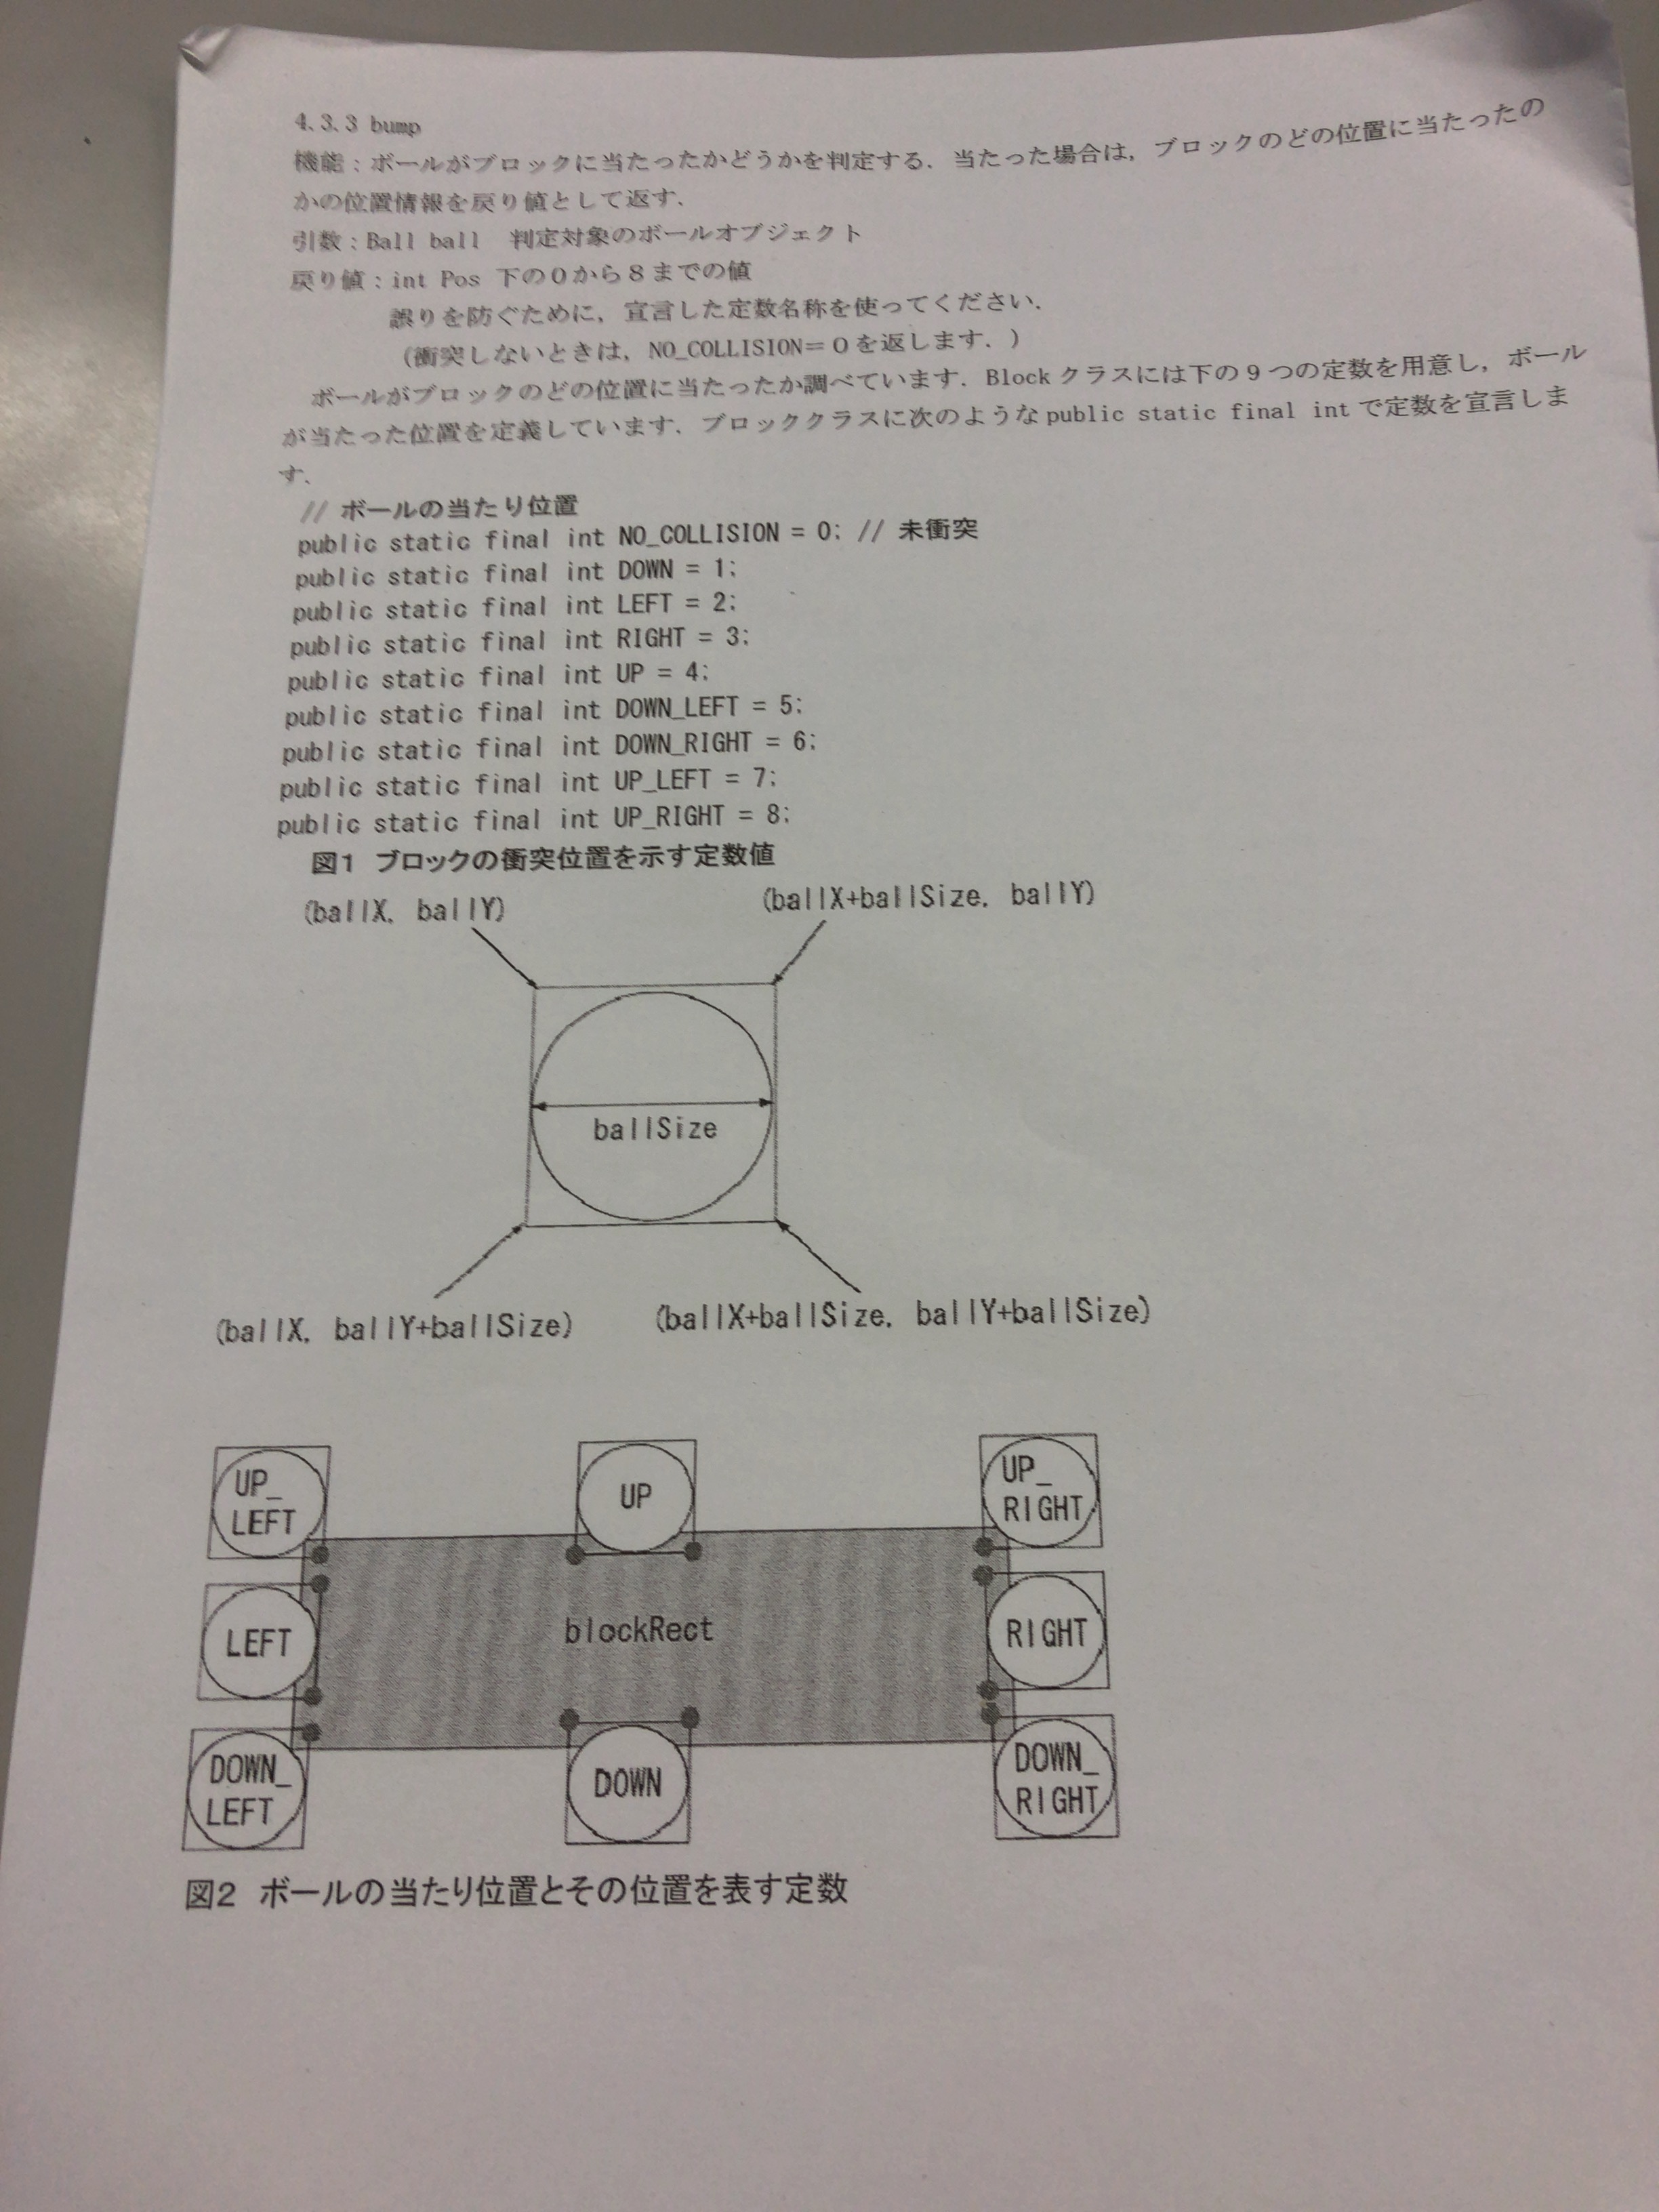 4.3.3 bump
機能：ボールがブロックに当たったかどうかを判定する．当たった場合は，ブロックのどの位置に当たったの
かの位置情報を戻り値として返す．
引数：Ball ball　判定対象のボールオブジェクト
戻り値：int Pos 下の０から８までの値
誤りを防ぐために，宣言した定数名称を使ってください．
（衝突しないときは，NO_COLLISION＝０を返します．）
ボールがブロックのどの位置に当たったか調べています．Block クラスには下の９つの定数を用意し，ボール
が当たった位置を定義しています．ブロッククラスに次のような public static final int で定数を宣言しま
す．
// ボールの当たり位置
public static final int NO_COLLISION = 0; // 未衝突
public static final int DOWN = 1;
public static final int LEFT = 2;
public static final int RIGHT = 3;
public static final int UP = 4;
public static final int DOWN_LEFT = 5;
public static final int DOWN_RIGHT = 6;
public static final int UP_LEFT = 7;
public static final int UP_RIGHT = 8;
図1 ブロックの衝突位置を示す定数値
(ballX, ballY)
(ballX+ballSize, ballY)
ballSize
(ballX, ballY+ballSize)
(ballX+ballSize, ballY+ballSize)
UP_
LEFT
UP
UP_
RIGHT
LEFT
blockRect
RIGHT
DOWN_
LEFT
DOWN
DOWN_
RIGHT
図2 ボールの当たり位置とその位置を表す定数